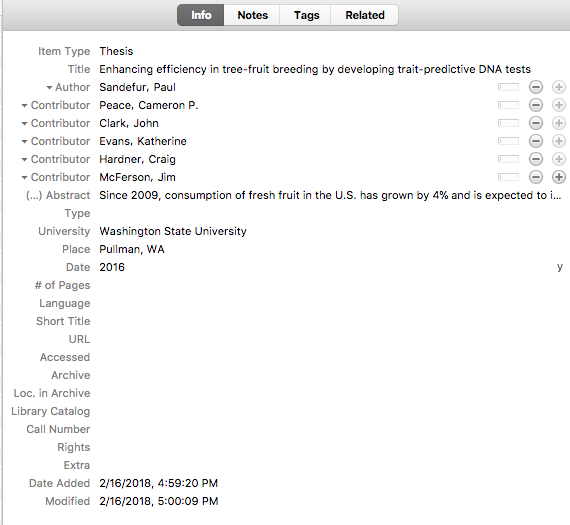 Info Notes Tags Related
Item Type Thesis
Title Enhancing efficiency in tree-fruit breeding by developing trait-predictive DNA tests
Author Sandefur, Paul
Contributor Peace, Cameron P.
Contributor Clark, John
Contributor Evans, Katherine
Contributor Hardner, Craig
Contributor McFerson, Jim
(...) Abstract Since 2009, consumption of fresh fruit in the U.S. has grown by 4% and is expected to i...
Type
University Washington State University
Place Pullman, WA
Date 2016 y
# of Pages
Language
Short Title
URL
Accessed
Archive
Loc. in Archive
Library Catalog
Call Number
Rights
Extra
Date Added 2/16/2018, 4:59:20 PM
Modified 2/16/2018, 5:00:09 PM